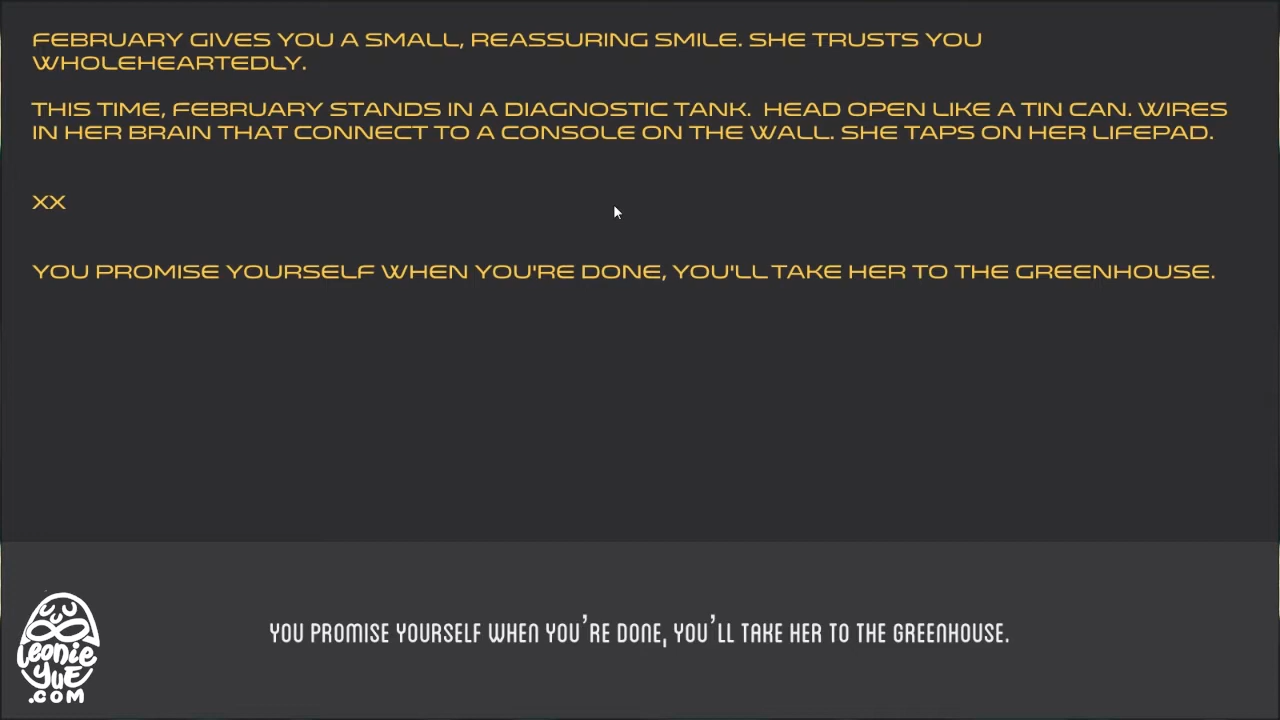 FEBRUARY GIVES YOU A SMALL, REASSURING SMILE. SHE TRUSTS YOU
WHOLEHEARTEDLY.
THIS TIME, FEBRUARY STANDS IN A DIAGNOSTIC TANK.  HEAD OPEN LIKE A TIN CAN. WIRES
IN HER BRAIN THAT CONNECT TO A CONSOLE ON THE WALL. SHE TAPS ON HER LIFEPAD.
XX
YOU PROMISE YOURSELF WHEN YOU'RE DONE, YOU'LL TAKE HER TO THE GREENHOUSE.
YOU PROMISE YOURSELF WHEN YOU'RE DONE, YOU'LL TAKE HER TO THE GREENHOUSE.
Leonie
YuE
.COM